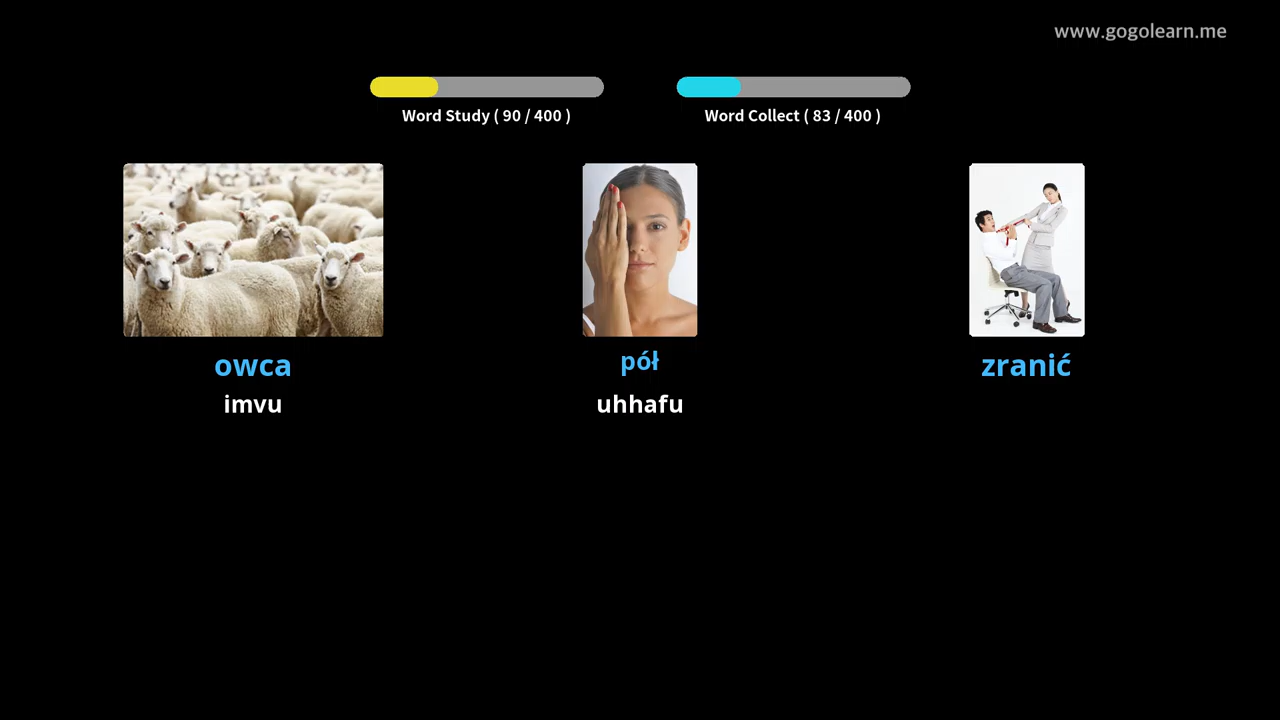 www.gogolearn.me
Word Study ( 90 / 400 )
Word Collect ( 83 / 400 )
owca
imvu
pół
uhhafu
zranić